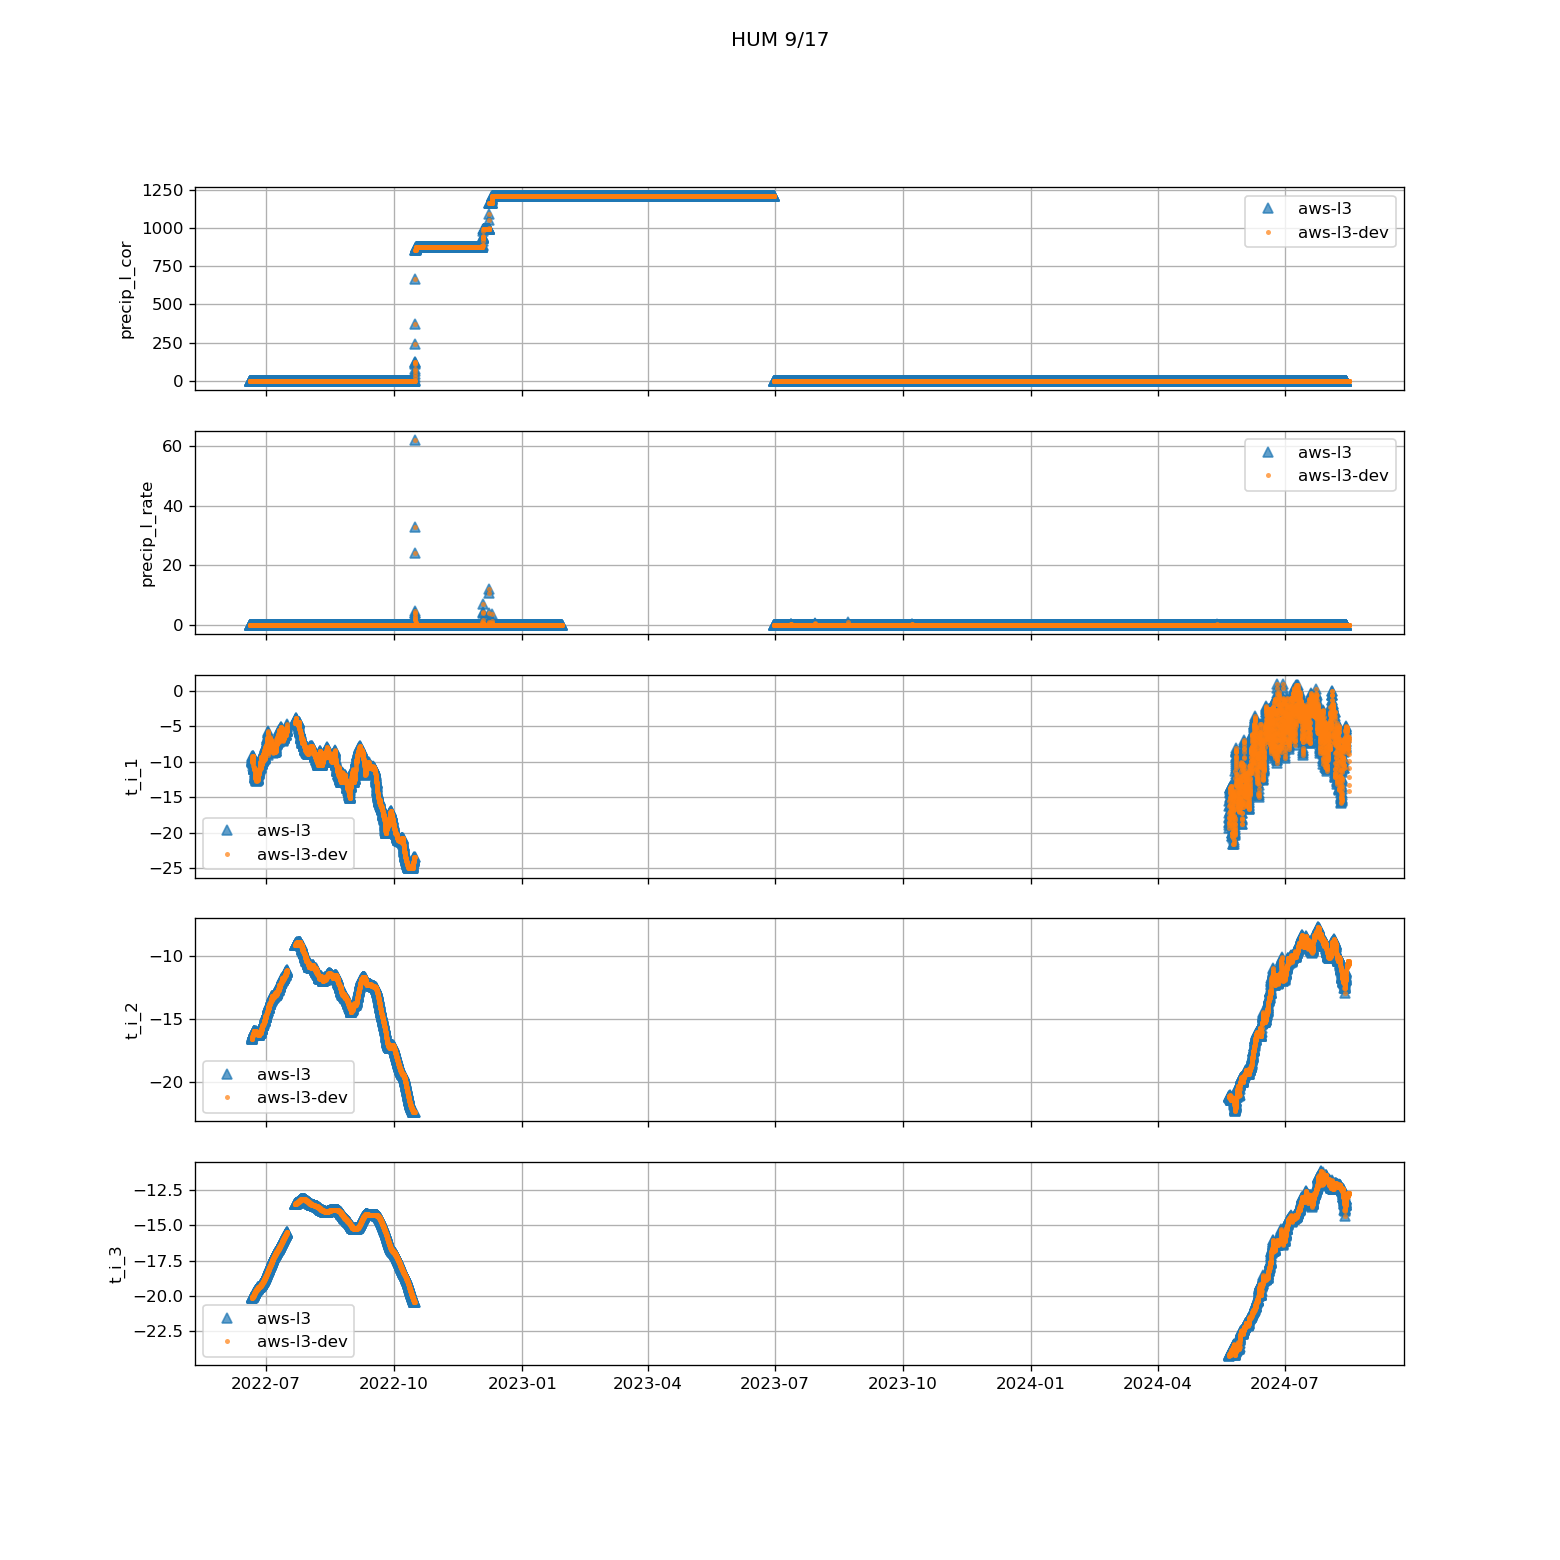 HUM 9/17
1250
1000
750
500
250
0
precip_l_cor
aws-l3
aws-l3-dev
60
40
20
0
precip_l_rate
aws-l3
aws-l3-dev
0
−5
−10
−15
−20
−25
t_i_1
aws-l3
aws-l3-dev
−10
−15
−20
t_i_2
aws-l3
aws-l3-dev
−12.5
−15.0
−17.5
−20.0
−22.5
t_i_3
aws-l3
aws-l3-dev
2022-07
2022-10
2023-01
2023-04
2023-07
2023-10
2024-01
2024-04
2024-07